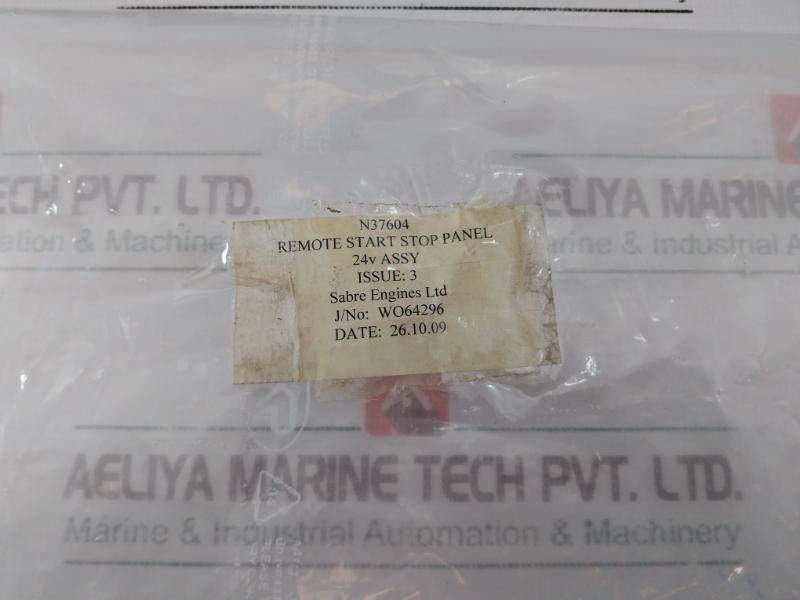 ECH PVT. LTD.
ation & Machinery
AELIYA MARINE
arine & Industrial
N37604
REMOTE START STOP PANEL
24v ASSY
ISSUE: 3
Sabre Engines Ltd
J/No: WO64296
DATE: 26.10.09
AELIYA MARINE TECH PVT. LTD.
Marine & Industrial Automation & Machinery